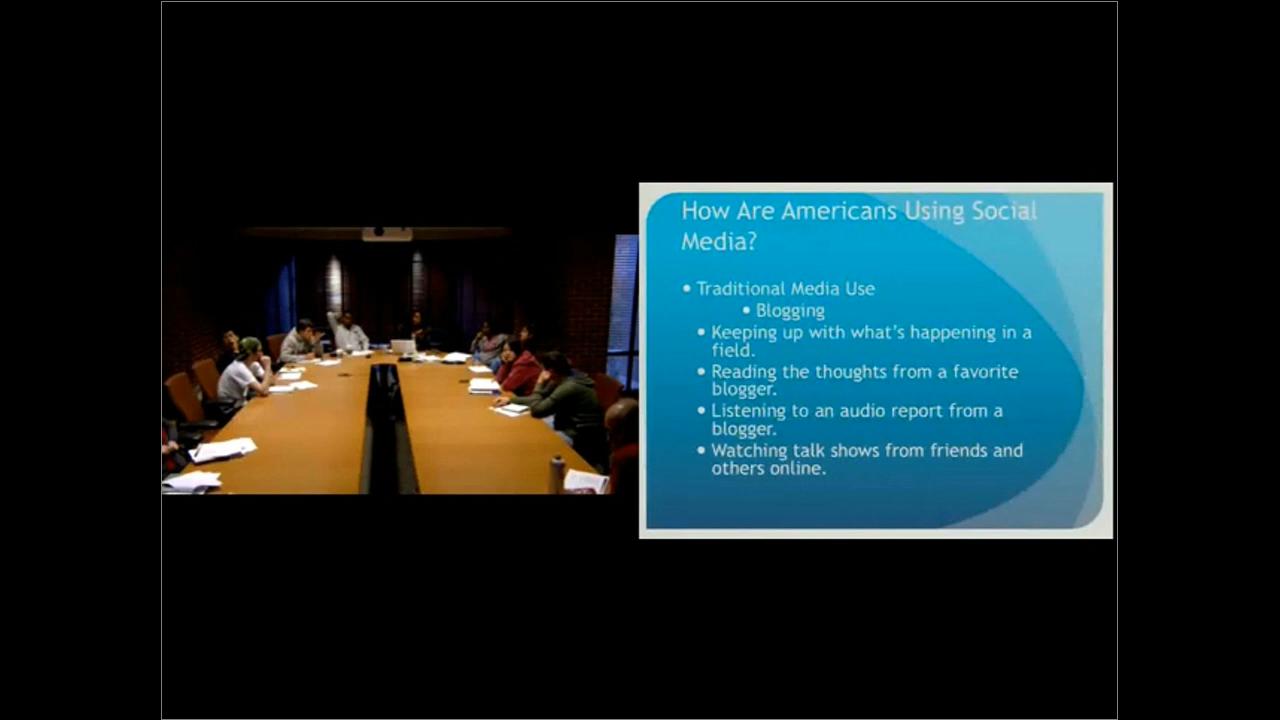 How Are Americans Using Social
Media?
• Traditional Media Use
• Blogging
• Keeping up with what's happening in a
field.
• Reading the thoughts from a favorite
blogger.
• Listening to an audio report from a
blogger.
• Watching talk shows from friends and
others online.